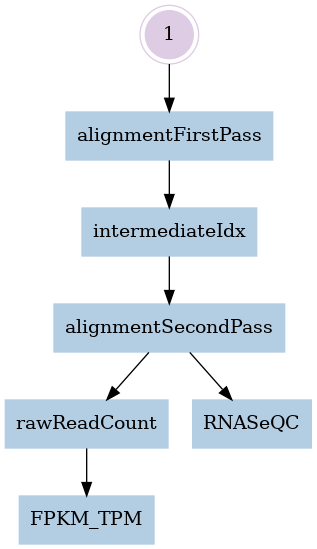 1
alignmentFirstPass
intermediateIdx
alignmentSecondPass
rawReadCount
RNASeQC
FPKM_TPM